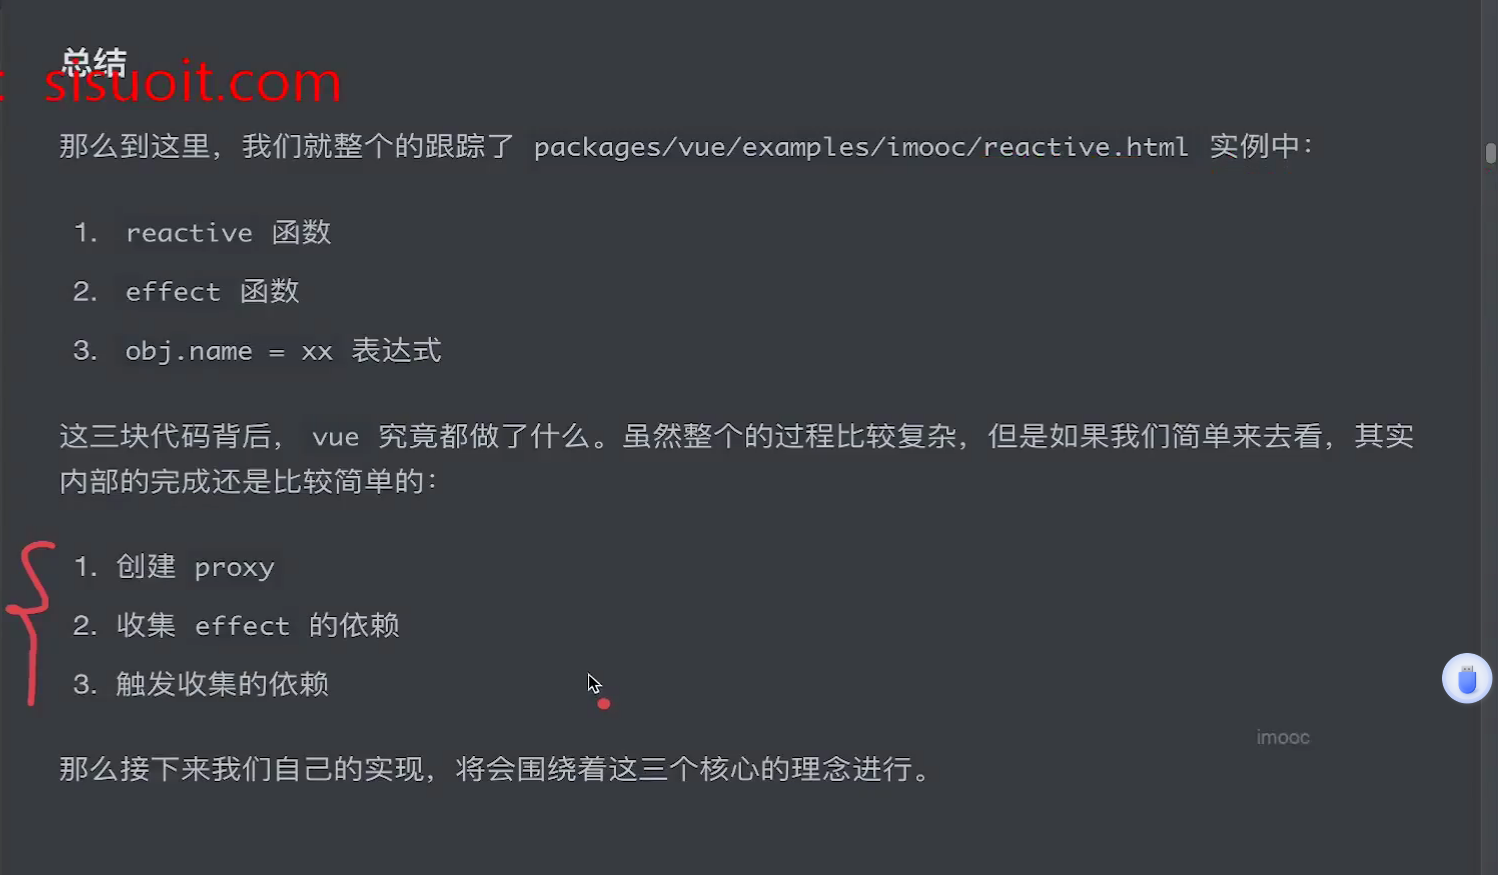 总结
: sisuoit.com
那么到这里，我们就整个的跟踪了 packages/vue/examples/imooc/reactive.html 实例中：
1. reactive 函数
2. effect 函数
3. obj.name = xx 表达式
这三块代码背后， vue 究竟都做了什么。虽然整个的过程比较复杂，但是如果我们简单来去看，其实
内部的完成还是比较简单的：
1. 创建 proxy
2. 收集 effect 的依赖
3. 触发收集的依赖
imooc
那么接下来我们自己的实现，将会围绕着这三个核心的理念进行。